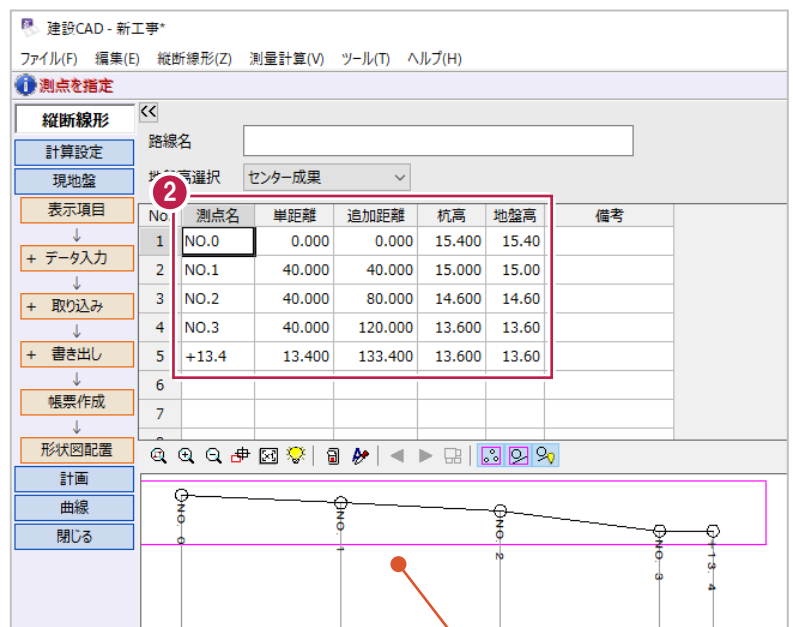 建設CAD - 新工事*
ファイル(F) 編集(E) 縦断線形(Z) 測量計算(V) ツール(T) ヘルプ(H)
測点を指定
縦断線形
計算設定
現地盤
表示項目
↓
+ データ入力
↓
+ 取り込み
↓
+ 書き出し
↓
帳票作成
↓
形状図配置
計画
曲線
閉じる
<<
路線名
高選択 センター成果
2
No. 測点名 単距離 追加距離 杭高 地盤高 備考
1 NO.0 0.000 0.000 15.400 15.40
2 NO.1 40.000 40.000 15.000 15.00
3 NO.2 40.000 80.000 14.600 14.60
4 NO.3 40.000 120.000 13.600 13.60
5 +13.4 13.400 133.400 13.600 13.60
6
7
NO. 0
NO. 1
NO. 2
NO. 3
+13. 4